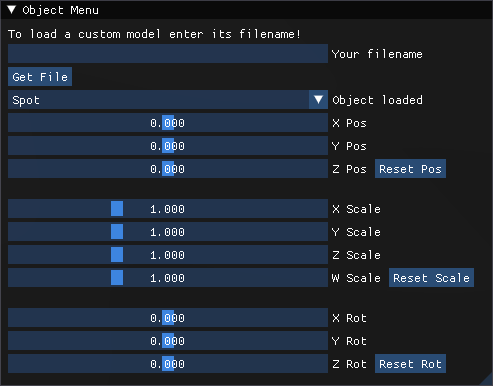 Object Menu
To load a custom model enter its filename!
Your filename
Get File
Spot Object loaded
0.000 X Pos
0.000 Y Pos
0.000 Z Pos Reset Pos
1.000 X Scale
1.000 Y Scale
1.000 Z Scale
1.000 W Scale Reset Scale
0.000 X Rot
0.000 Y Rot
0.000 Z Rot Reset Rot